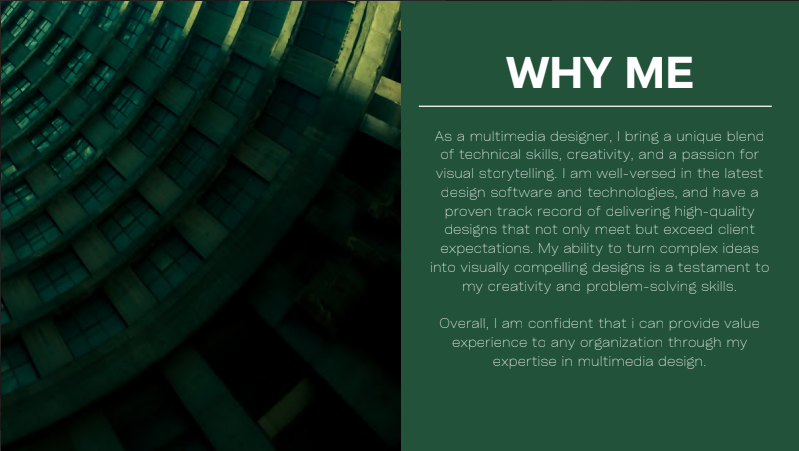 WHY ME
As a multimedia designer, I bring a unique blend
of technical skills, creativity, and a passion for
visual storytelling. I am well-versed in the latest
design software and technologies, and have a
proven track record of delivering high-quality
designs that not only meet but exceed client
expectations. My ability to turn complex ideas
into visually compelling designs is a testament to
my creativity and problem-solving skills.
Overall, I am confident that i can provide value
experience to any organization through my
expertise in multimedia design.